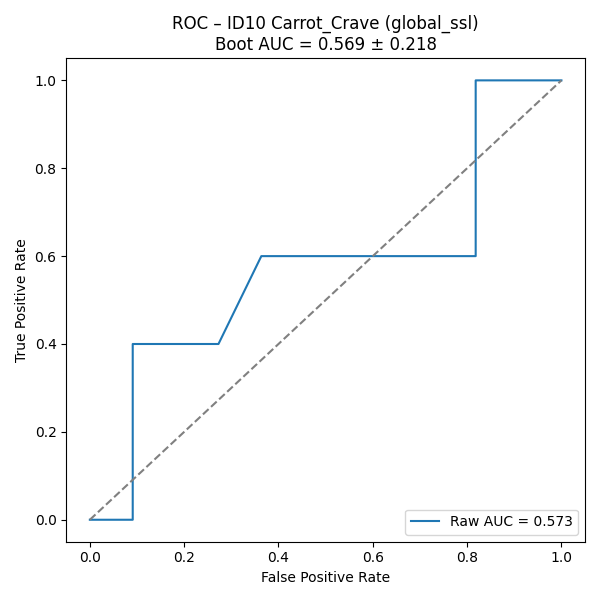 ROC – ID10 Carrot_Crave (global_ssl)
Boot AUC = 0.569 ± 0.218
True Positive Rate
1.0
0.8
0.6
0.4
0.2
0.0
Raw AUC = 0.573
0.0 0.2 0.4 0.6 0.8 1.0
False Positive Rate